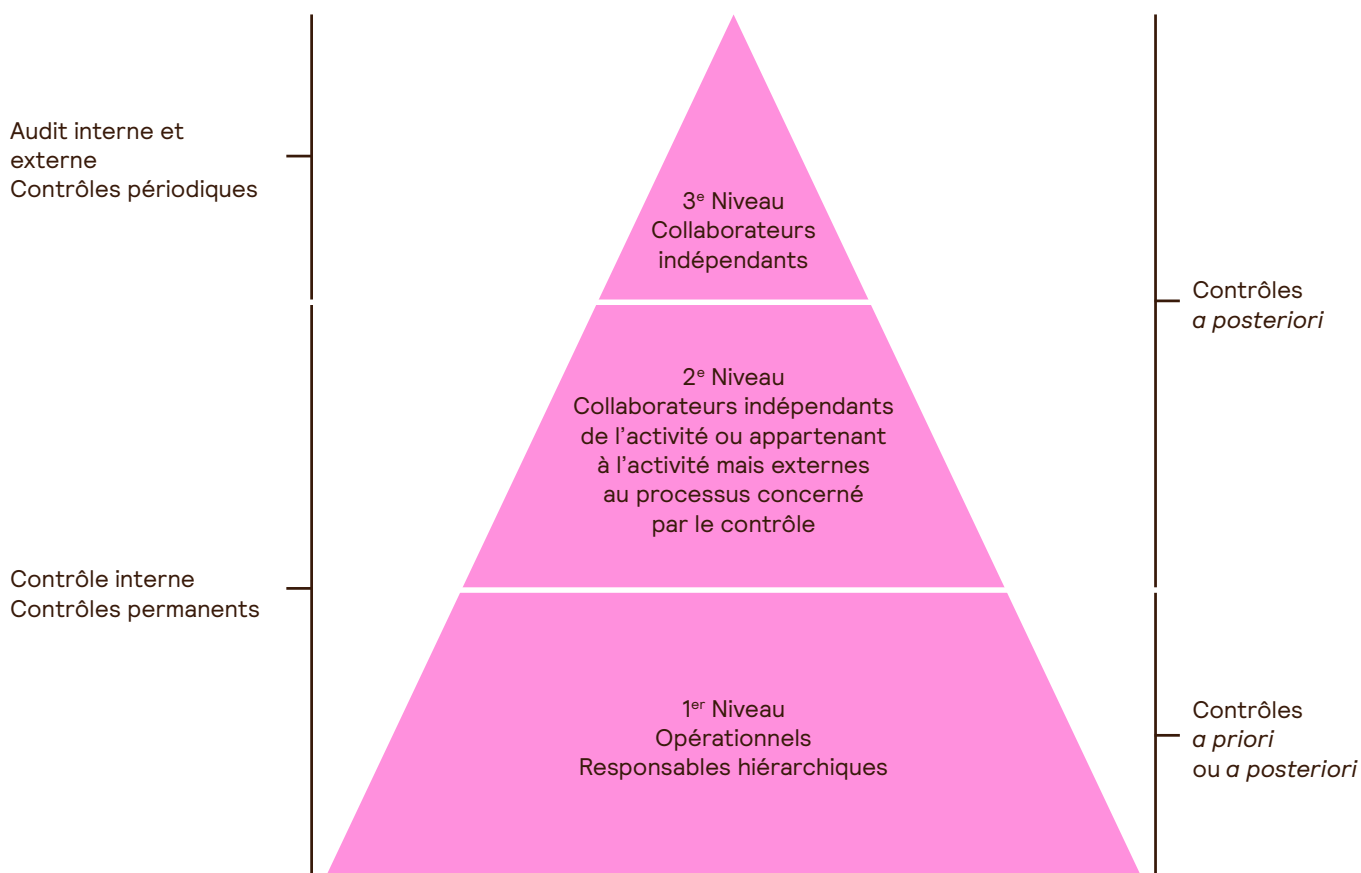 Audit interne et
externe
Contrôles périodiques
3e Niveau
Collaborateurs
indépendants
Contrôles
a posteriori
2e Niveau
Collaborateurs indépendants
de l’activité ou appartenant
à l’activité mais externes
au processus concerné
par le contrôle
Contrôle interne
Contrôles permanents
1er Niveau
Opérationnels
Responsables hiérarchiques
Contrôles
a priori
ou a posteriori